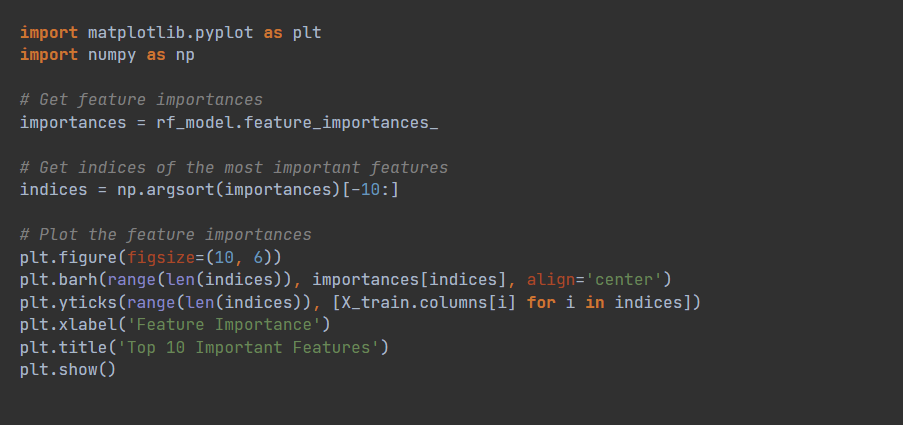 import matplotlib.pyplot as plt
import numpy as np
# Get feature importances
importances = rf_model.feature_importances_
# Get indices of the most important features
indices = np.argsort(importances)[-10:]
# Plot the feature importances
plt.figure(figsize=(10, 6))
plt.barh(range(len(indices)), importances[indices], align='center')
plt.yticks(range(len(indices)), [X_train.columns[i] for i in indices])
plt.xlabel('Feature Importance')
plt.title('Top 10 Important Features')
plt.show()